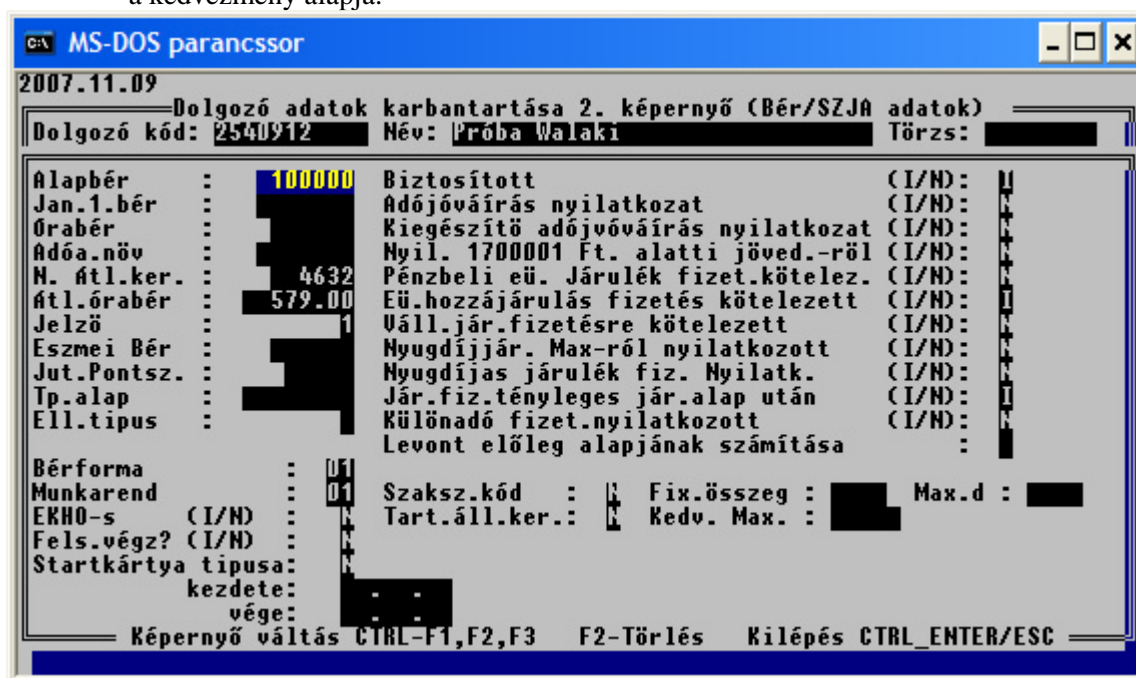 a kedvezmény alapja.
MS-DOS parancssor
2007.11.09
Dolgozó adatok karbantartása 2. képernyő (Bér/SZJA adatok)
Dolgozó kód: 2540912 Név: Próba Walaki Törzs:
Alapbér : 100000 Biztosított (I/N):
Jan.1.bér : Adójóváírás nyilatkozat (I/N): N
Órabér : Kiegészítö adójvóváírás nyilatkozat (I/N): N
Adóa.növ : Nyil. 1700001 Ft. alatti jöved.-röl (I/N): N
N. Átl.ker. : 4632 Pénzbeli eü. Járulék fizet.kötelez. (I/N): N
Átl.órabér : 579.00 Eü.hozzájárulás fizetés kötelezett (I/N): I
Jelzö : 1 Váll.jár.fizetésre kötelezett (I/N): N
Eszmei Bér : Nyugdíjjár. Max-ról nyilatkozott (I/N): N
Jut.Pontsz. : Nyugdíjas járulék fiz. Nyilatk. (I/N): N
Tp.alap : Jár.fiz.tényleges jár.alap után (I/N): I
Ell.tipus : Különadó fizet.nyilatkozott (I/N): N
Levont előleg alapjának számítása :
Bérforma : 01
Munkarend : 01 Szaksz.kód : N Fix.összeg : Max.d :
EKHO-s (I/N) : N Tart.áll.ker.: N Kedv. Max. :
Fels.végz? (I/N) : N
Startkártya tipusa: N
kezdete: . .
vége: . .
Képernyő váltás CTRL-F1,F2,F3 F2-Törlés Kilépés CTRL_ENTER/ESC